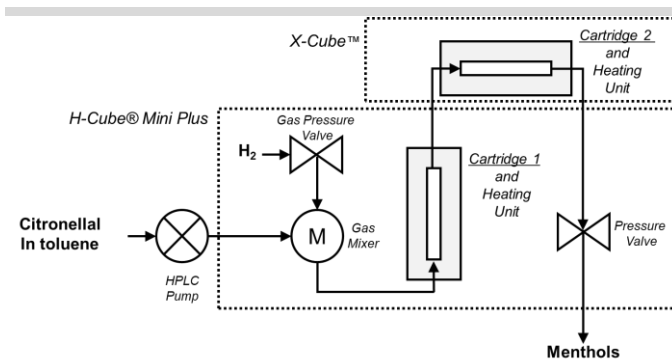 X-Cube™
Cartridge 2
and
Heating
Unit
H-Cube® Mini Plus
Gas Pressure
Valve
H2
Cartridge 1
and
Heating
Unit
Citronellal
In toluene
HPLC
Pump
M
Gas
Mixer
Pressure
Valve
Menthols